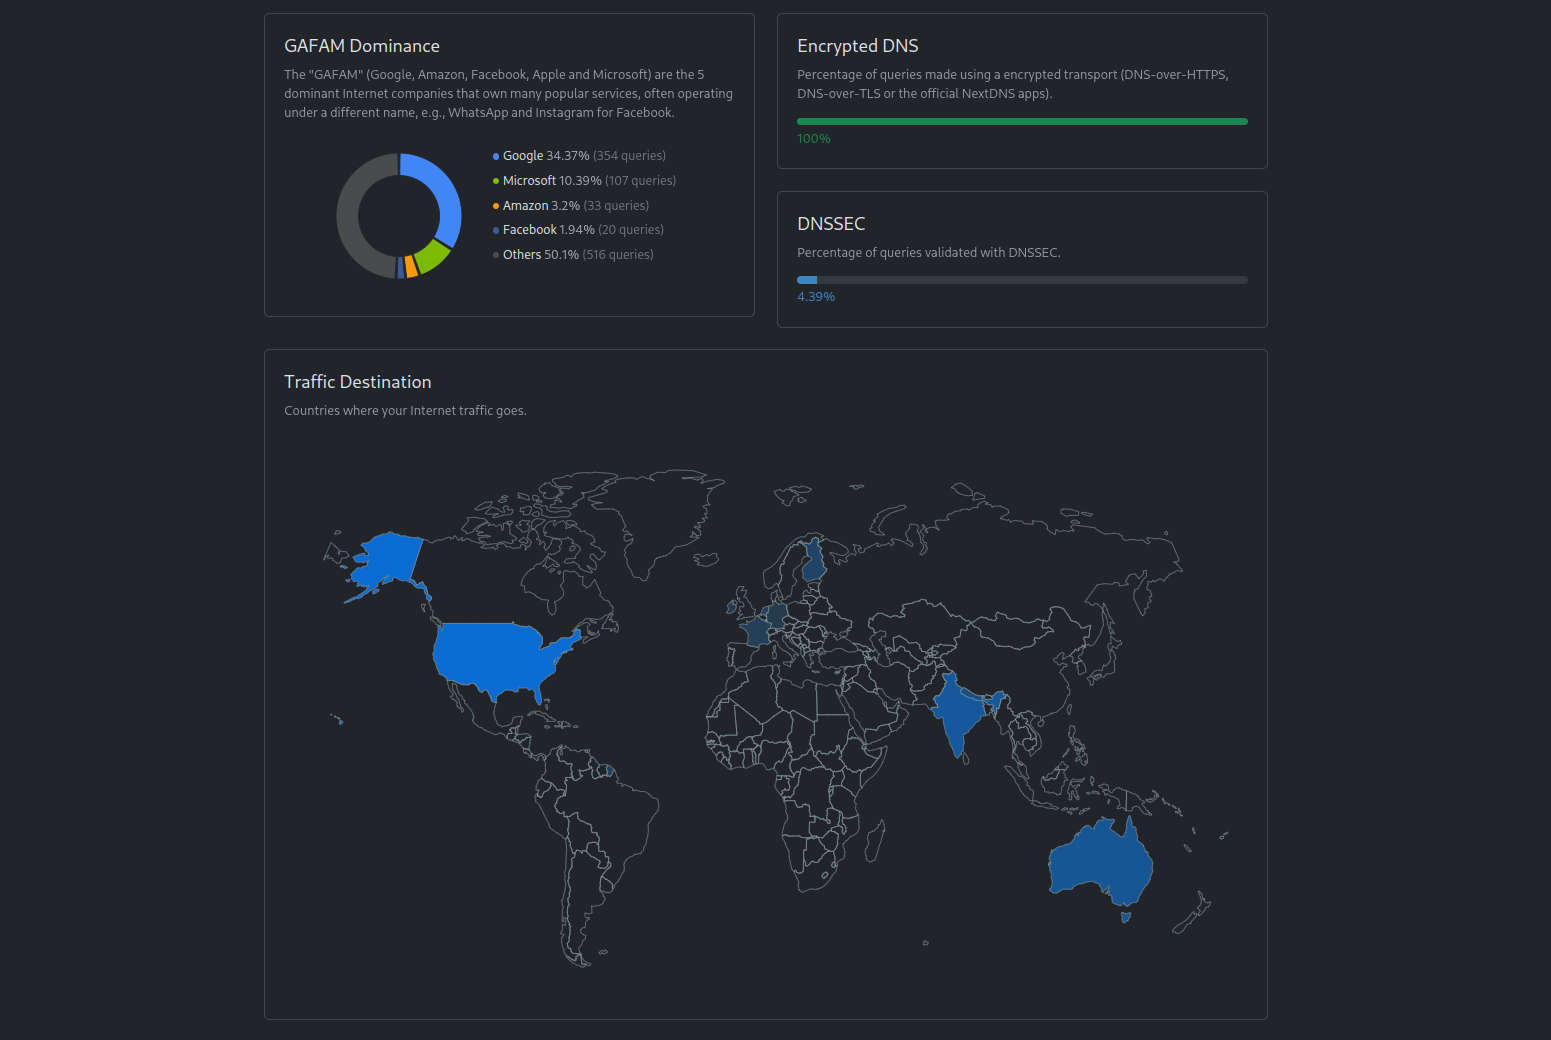 GAFAM Dominance
The "GAFAM" (Google, Amazon, Facebook, Apple and Microsoft) are the 5
dominant Internet companies that own many popular services, often operating
under a different name, e.g., WhatsApp and Instagram for Facebook.
Google 34.37% (354 queries)
Microsoft 10.39% (107 queries)
Amazon 3.2% (33 queries)
Facebook 1.94% (20 queries)
Others 50.1% (516 queries)
Encrypted DNS
Percentage of queries made using a encrypted transport (DNS-over-HTTPS,
DNS-over-TLS or the official NextDNS apps).
100%
DNSSEC
Percentage of queries validated with DNSSEC.
4.39%
Traffic Destination
Countries where your Internet traffic goes.